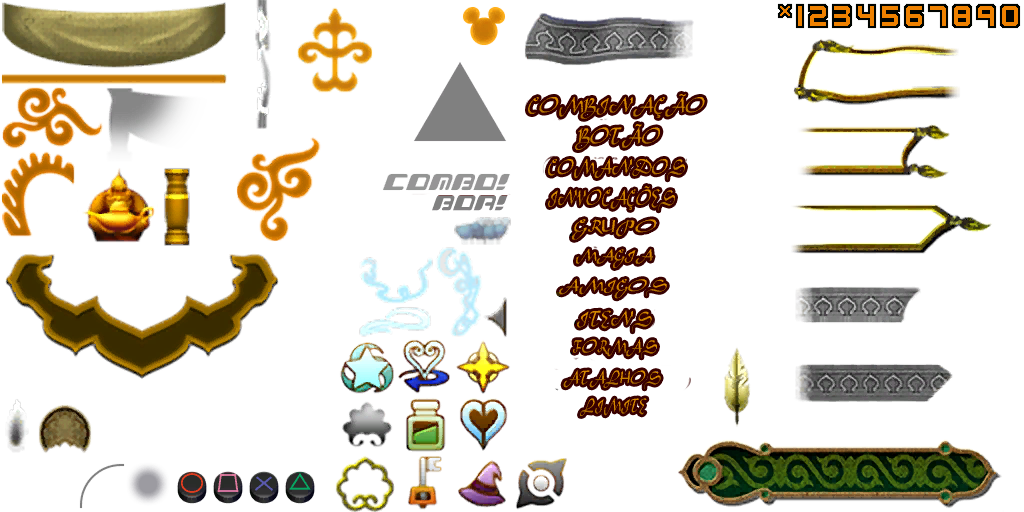 ×1234567890
COMBINAÇÃO
BOTÃO
COMANDOS
COMBO!
BOA!
INVOCAÇÕES
GRUPO
MAGIA
AMIGOS
ITENS
FORMAS
ATALHOS
LIMITE